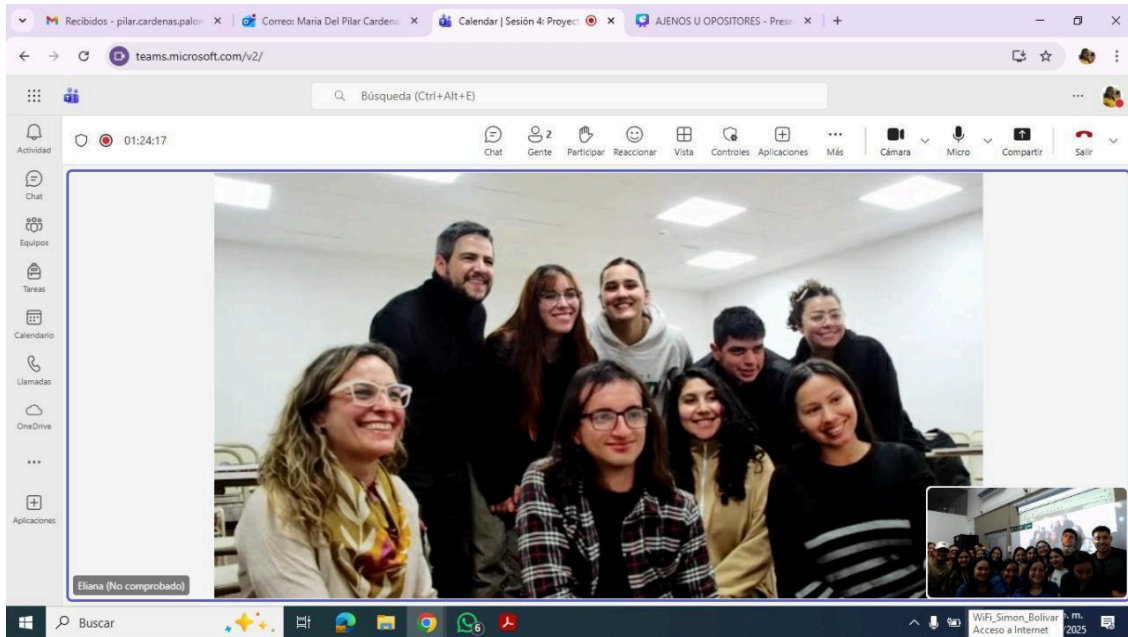 Recibidos - pilar.cardenas.palon
Correo: Maria Del Pilar Cardena
Calendar | Sesión 4: Proyect
AJENOS U OPOSITORES - Prese
teams.microsoft.com/v2/
Búsqueda (Ctrl+Alt+E)
01:24:17
2
Chat
Gente
Participar
Reaccionar
Vista
Controles
Aplicaciones
Más
Cámara
Micro
Compartir
Salir
Actividad
Chat
Equipos
Tareas
Calendario
Llamadas
OneDrive
Aplicaciones
Eliana (No comprobado)
Buscar
6
WiFi_Simon_Bolivar
Acceso a Internet
. m.
/2025